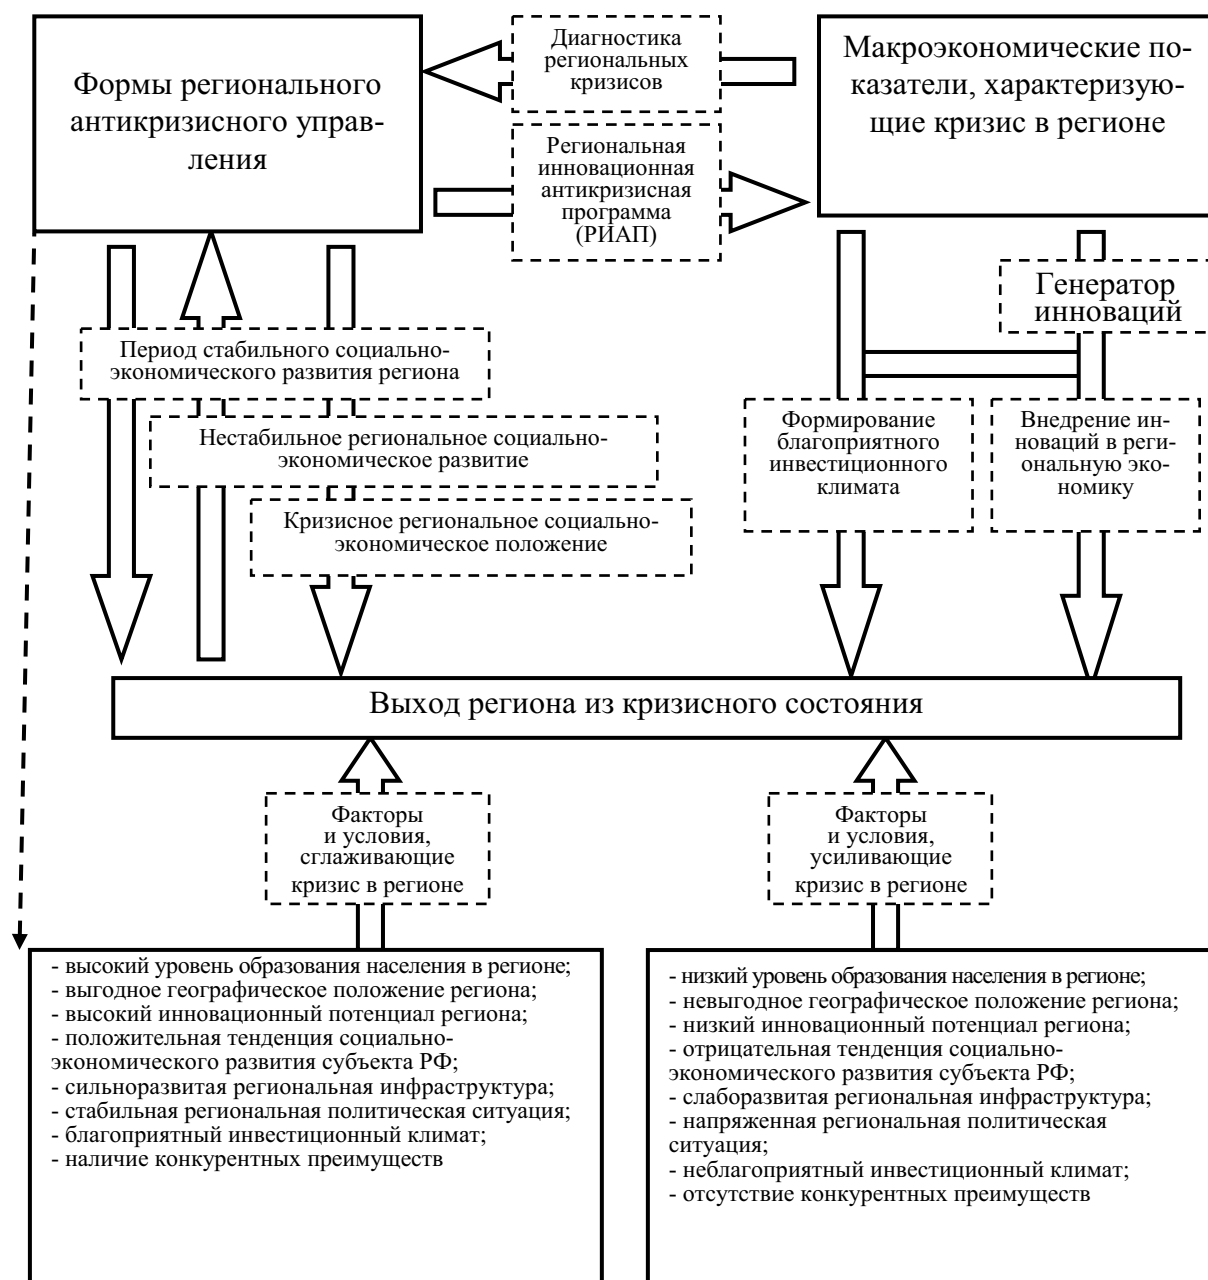 Формы регионального
антикризисного управ-
ления
Диагностика
региональных
кризисов
Региональная
инновационная
антикризисная
программа
(РИАП)
Макроэкономические по-
казатели, характеризую-
щие кризис в регионе
Генератор
инноваций
Период стабильного социально-
экономического развития региона
Нестабильное региональное социально-
экономическое развитие
Кризисное региональное социально-
экономическое положение
Формирование
благоприятного
инвестиционного
климата
Внедрение ин-
новаций в реги-
ональную эко-
номику
Выход региона из кризисного состояния
Факторы
и условия,
сглаживающие
кризис в регионе
Факторы
и условия,
усиливающие
кризис в регионе
- высокий уровень образования населения в регионе;
- выгодное географическое положение региона;
- высокий инновационный потенциал региона;
- положительная тенденция социально-
экономического развития субъекта РФ;
- сильноразвитая региональная инфраструктура;
- стабильная региональная политическая ситуация;
- благоприятный инвестиционный климат;
- наличие конкурентных преимуществ
- низкий уровень образования населения в регионе;
- невыгодное географическое положение региона;
- низкий инновационный потенциал региона;
- отрицательная тенденция социально-
экономического развития субъекта РФ;
- слаборазвитая региональная инфраструктура;
- напряженная региональная политическая
ситуация;
- неблагоприятный инвестиционный климат;
- отсутствие конкурентных преимуществ